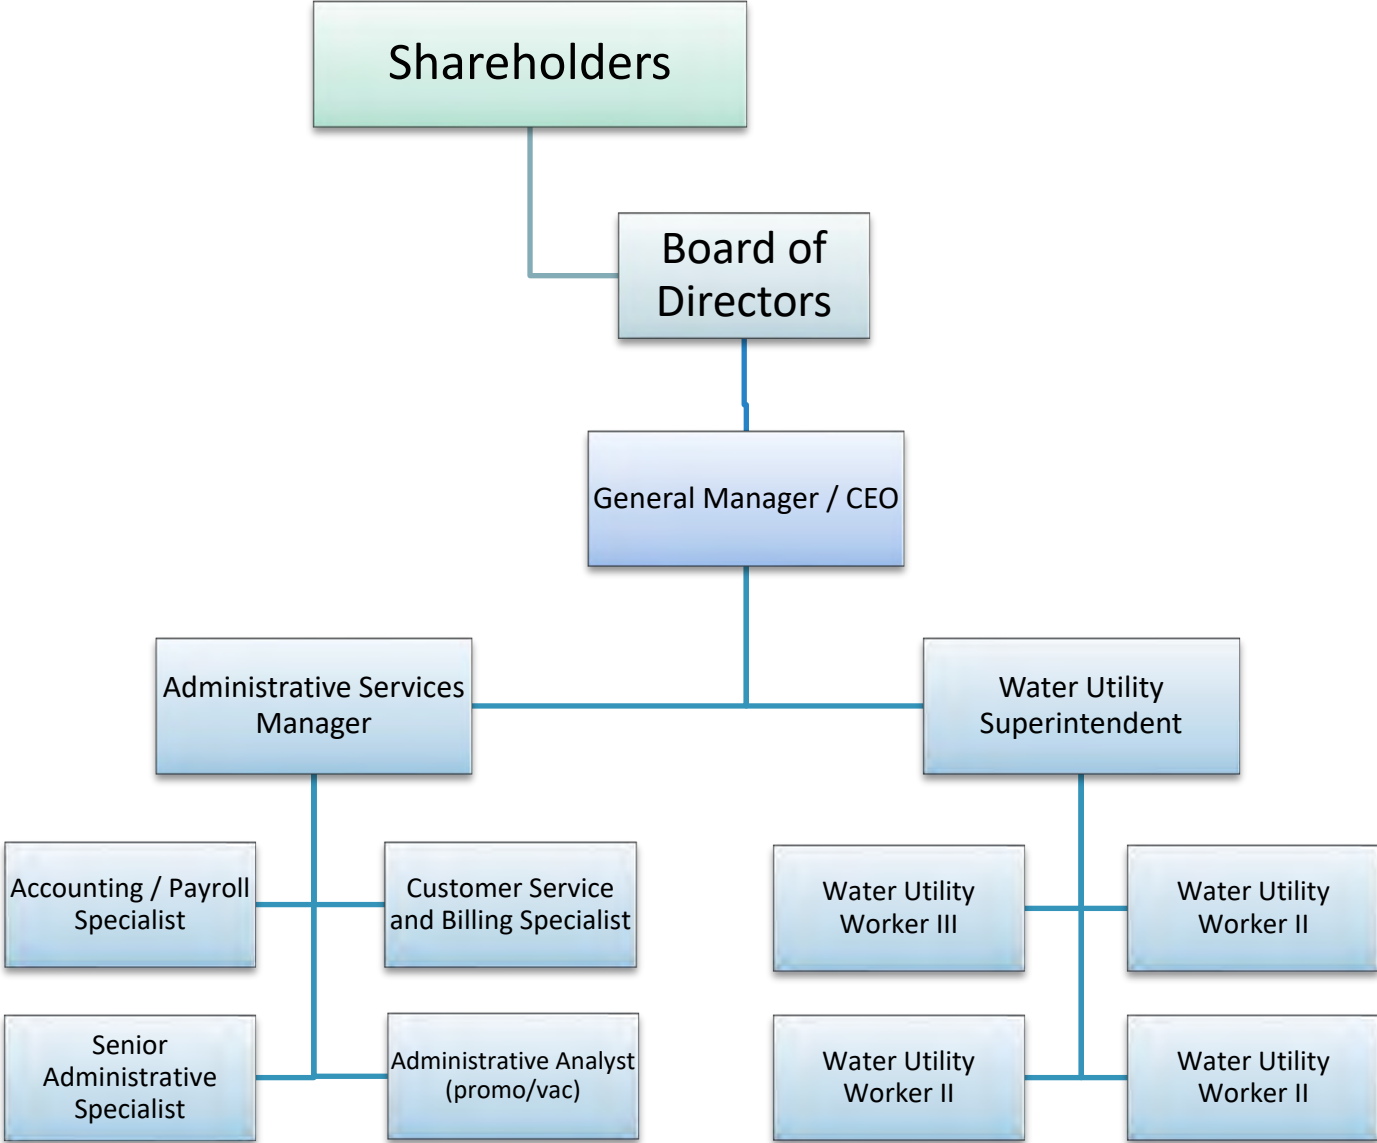 Shareholders
Board of
Directors
General Manager / CEO
Administrative Services
Manager
Water Utility
Superintendent
Accounting / Payroll
Specialist
Customer Service
and Billing Specialist
Water Utility
Worker III
Water Utility
Worker II
Senior
Administrative
Specialist
Administrative Analyst
(promo/vac)
Water Utility
Worker II
Water Utility
Worker II